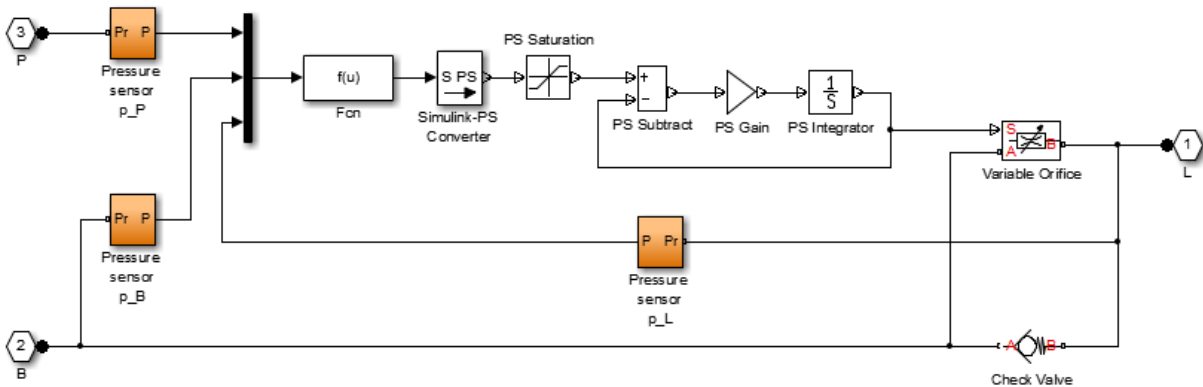 3
P
Pr P
Pressure
sensor
p_P
f(u)
Fcn
S PS
Simulink-PS
Converter
PS Saturation
+
−
PS Subtract
PS Gain
1
S
PS Integrator
S
A
B
Variable Orifice
1
L
Pr P
Pressure
sensor
p_B
P Pr
Pressure
sensor
p_L
2
B
A
B
Check Valve